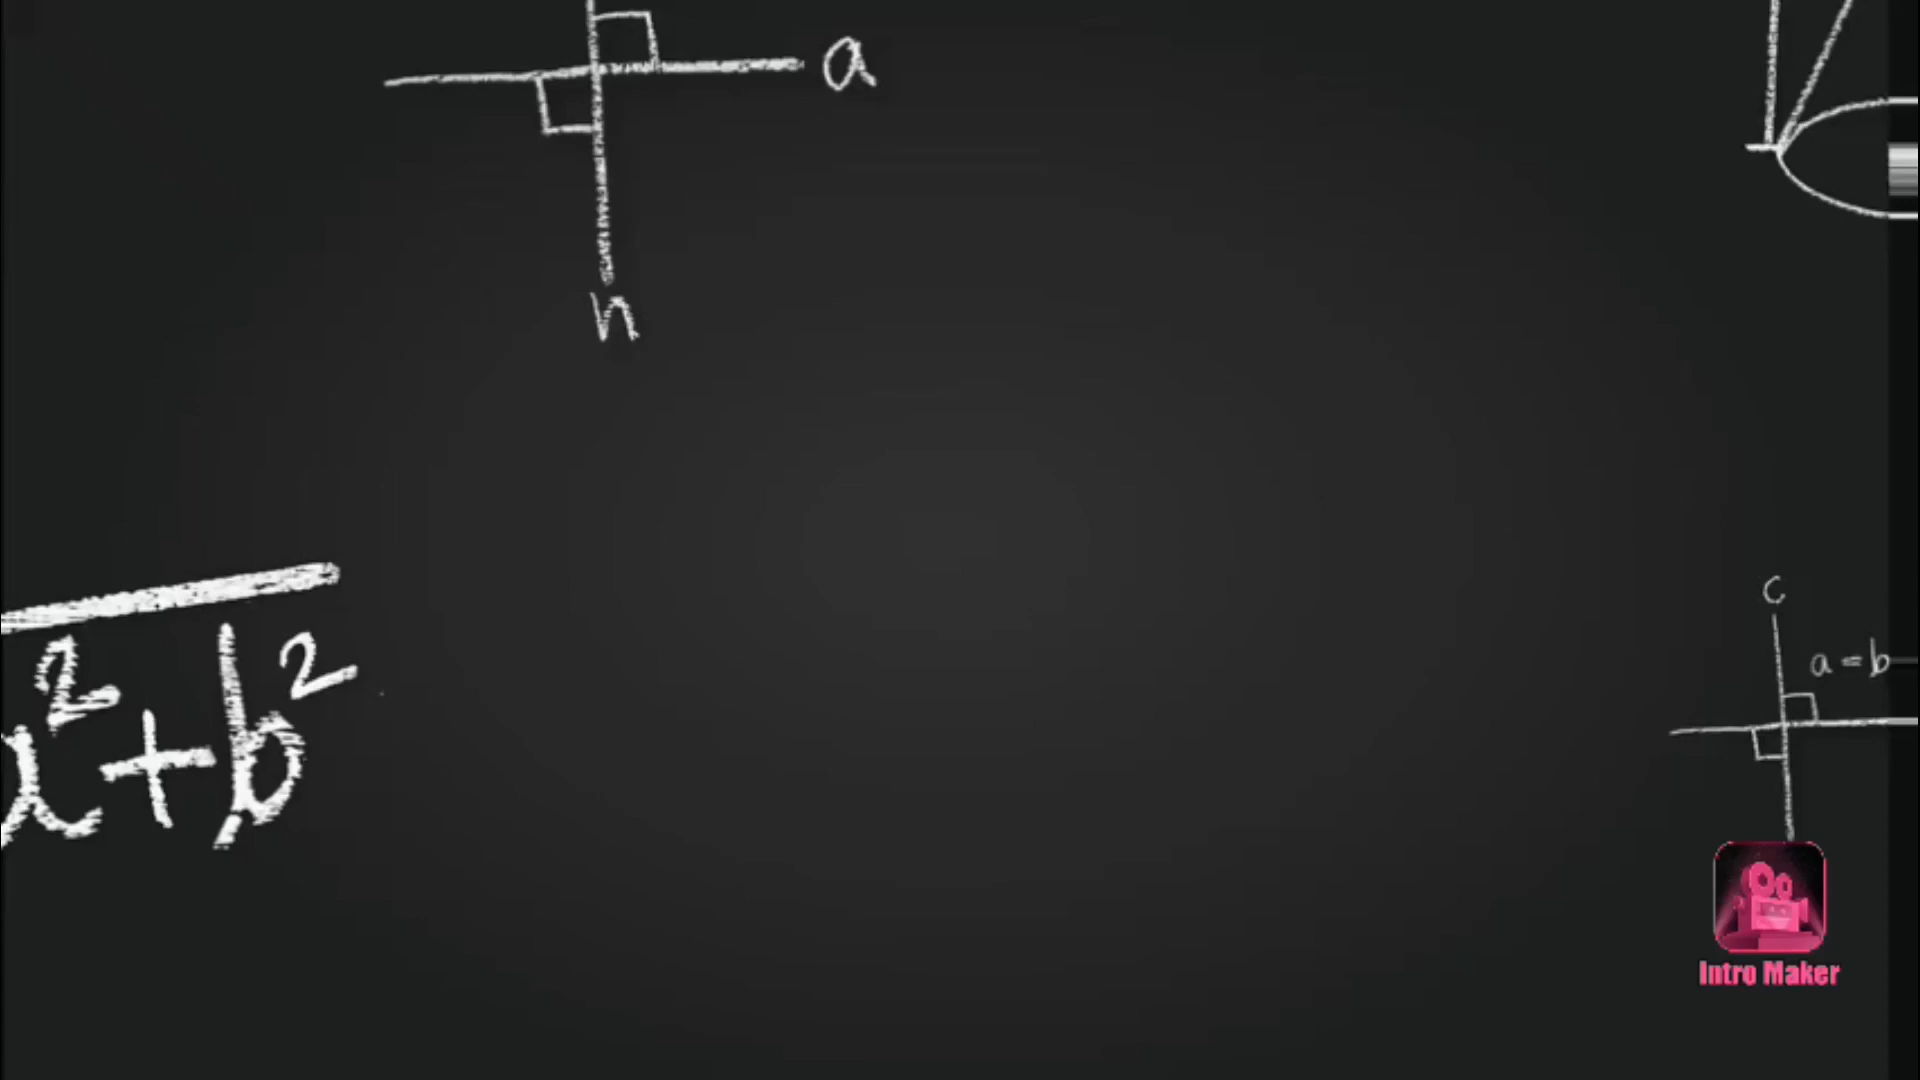 a
n
a²+b²
c
a=b
Intro Maker